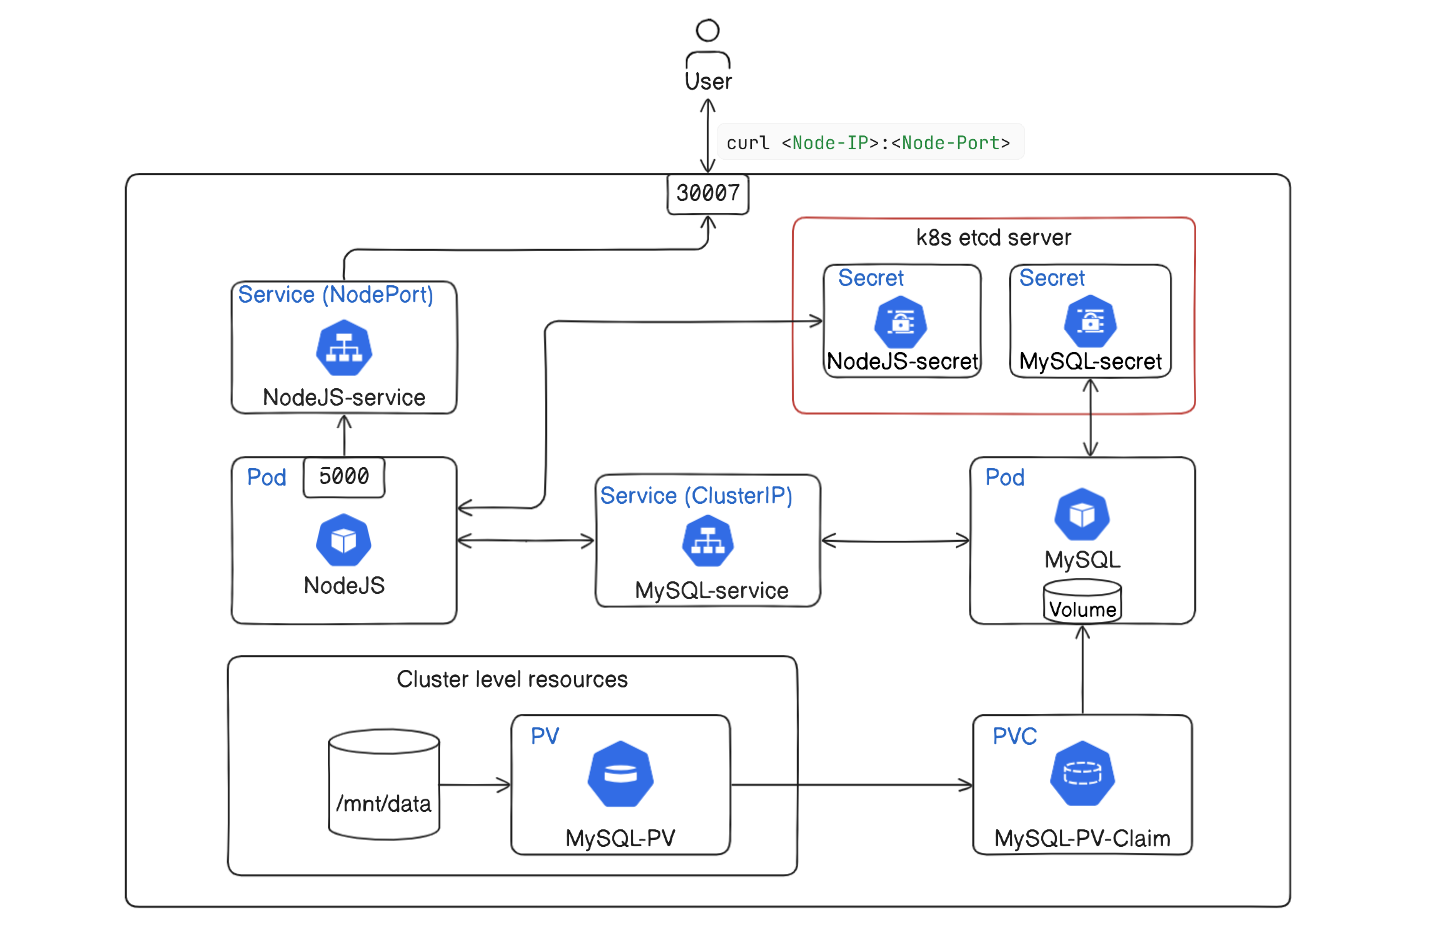 User
curl <Node-IP>:<Node-Port>
30007
k8s etcd server
Secret
NodeJS-secret
Secret
MySQL-secret
Service (NodePort)
NodeJS-service
Pod
5000
NodeJS
Service (ClusterIP)
MySQL-service
Pod
MySQL
Volume
Cluster level resources
/mnt/data
PV
MySQL-PV
PVC
MySQL-PV-Claim